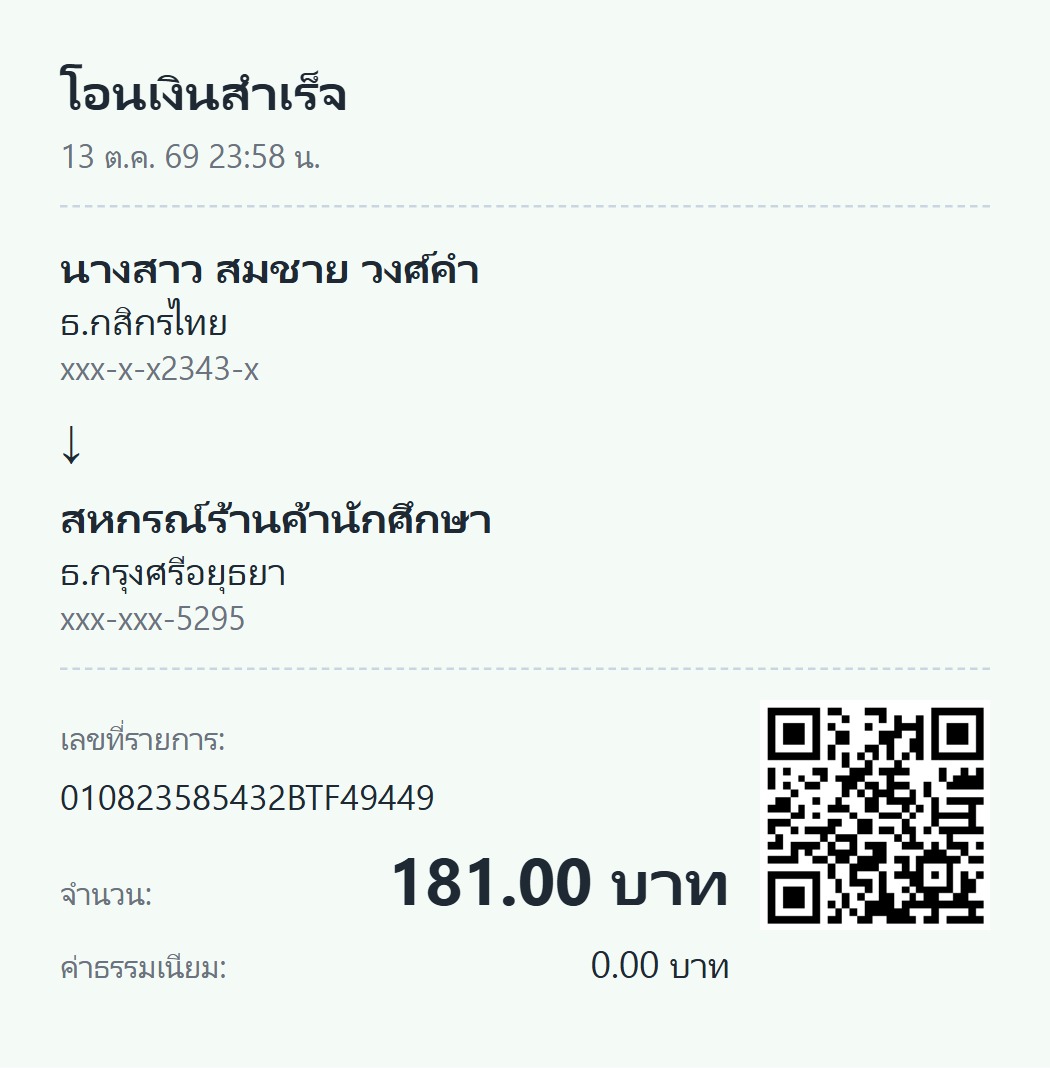 โอนเงินสำเร็จ
13 ต.ค. 69 23:58 น.
นางสาว สมชาย วงศ์คำ
ธ.กสิกรไทย
xxx-x-x2343-x
↓
สหกรณ์ร้านค้านักศึกษา
ธ.กรุงศรีอยุธยา
xxx-xxx-5295
เลขที่รายการ:
010823585432BTF49449
จำนวน: 181.00 บาท
ค่าธรรมเนียม: 0.00 บาท